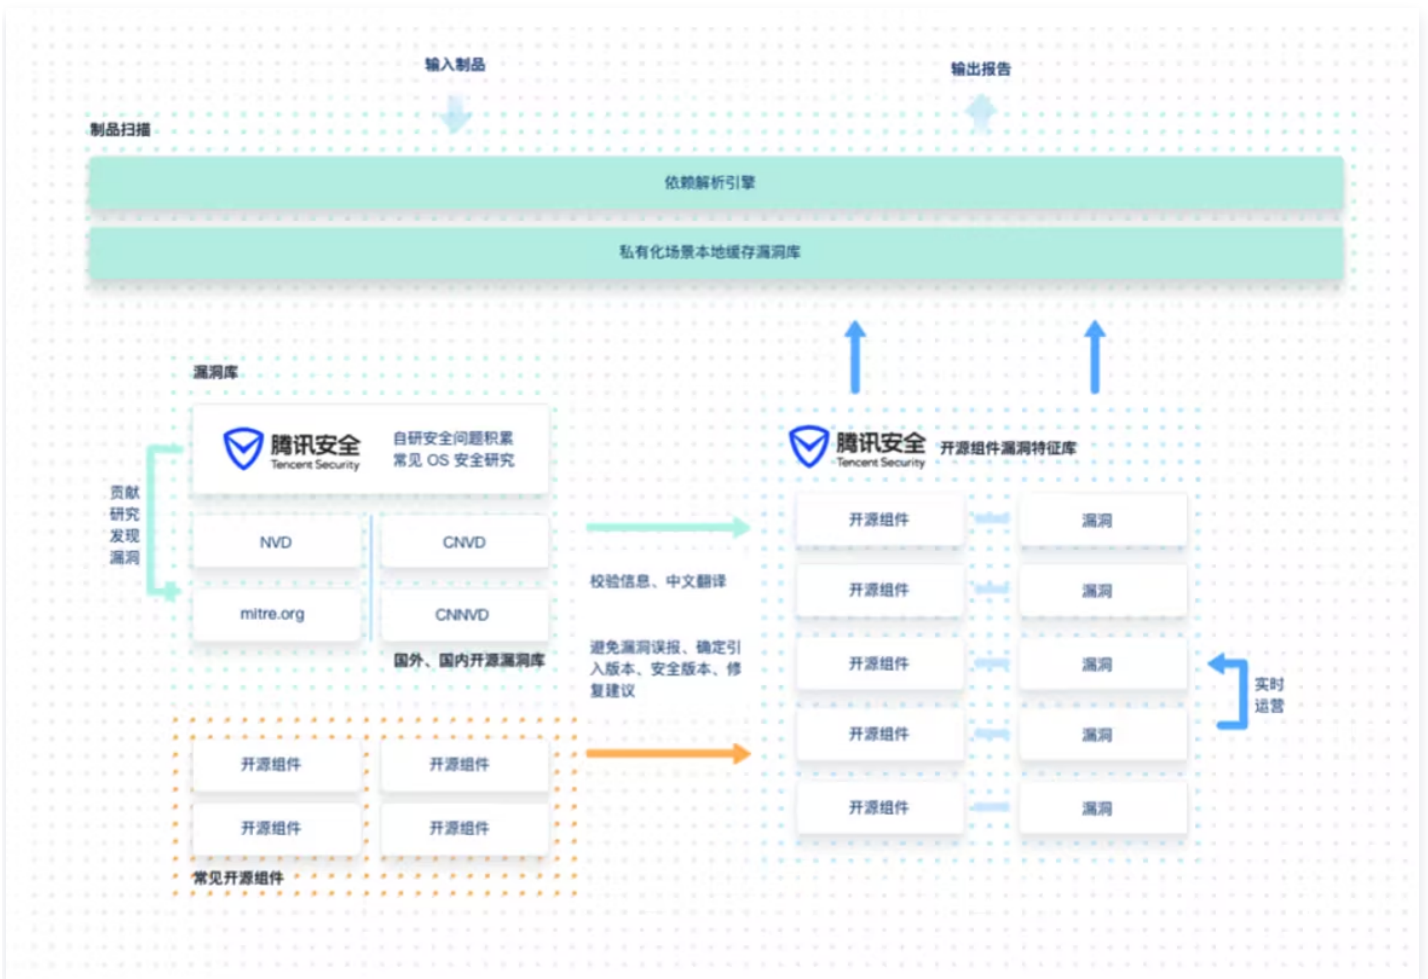 输入制品
输出报告
制品扫描
依赖解析引擎
私有化场景本地缓存漏洞库
漏洞库
腾讯安全
Tencent Security
自研安全问题积累
常见 OS 安全研究
贡献
研究
发现
漏洞
NVD
CNVD
mitre.org
CNNVD
国外、国内开源漏洞库
校验信息、中文翻译
避免漏洞误报、确定引
入版本、安全版本、修
复建议
开源组件
开源组件
开源组件
开源组件
常见开源组件
腾讯安全
Tencent Security
开源组件漏洞特征库
开源组件
漏洞
开源组件
漏洞
开源组件
漏洞
开源组件
漏洞
开源组件
漏洞
实时
运营